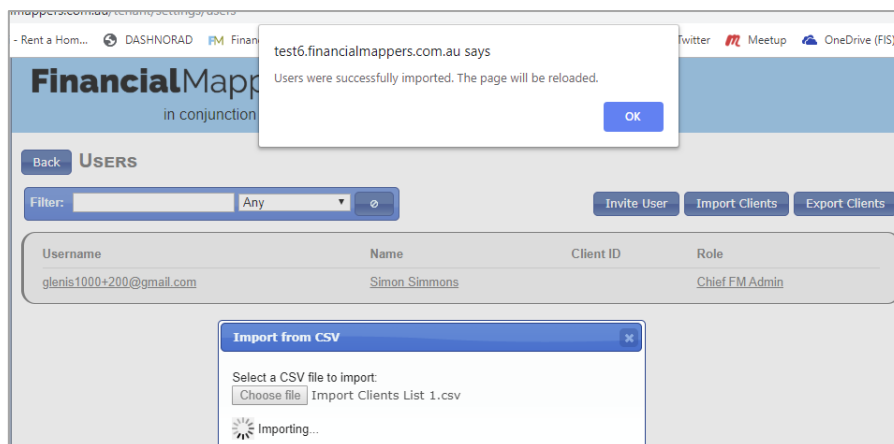 mappers.com.au/tenant/settings/users
- Rent a Hom... DASHNORAD FM Finan Twitter Meetup OneDrive (FIS)
test6.financialmappers.com.au says
Users were successfully imported. The page will be reloaded.
OK
FinancialMapp
in conjunction
Back USERS
Filter: Any Invite User Import Clients Export Clients
Username Name Client ID Role
glenis1000+200@gmail.com Simon Simmons Chief FM Admin
Import from CSV
Select a CSV file to import:
Choose file Import Clients List 1.csv
Importing...